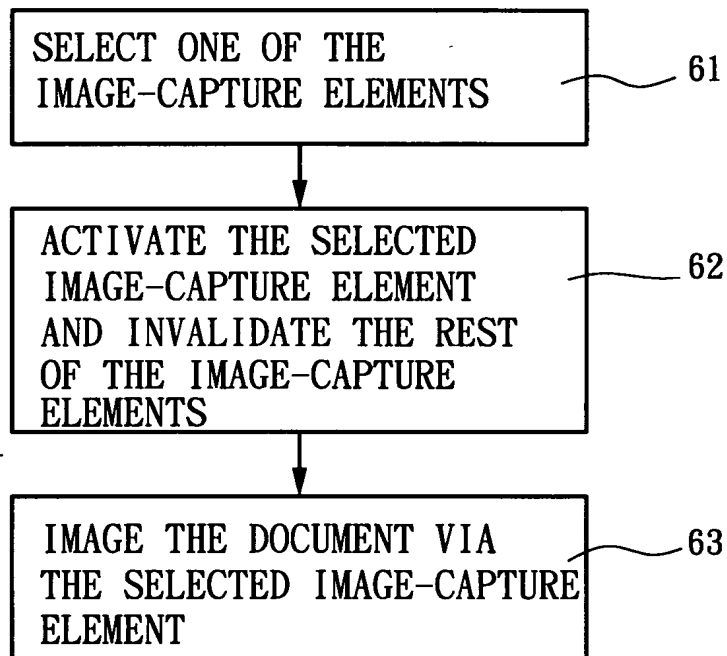 SELECT ONE OF THE
IMAGE-CAPTURE ELEMENTS
61
ACTIVATE THE SELECTED
IMAGE-CAPTURE ELEMENT
AND INVALIDATE THE REST
OF THE IMAGE-CAPTURE
ELEMENTS
62
IMAGE THE DOCUMENT VIA
THE SELECTED IMAGE-CAPTURE
ELEMENT
63